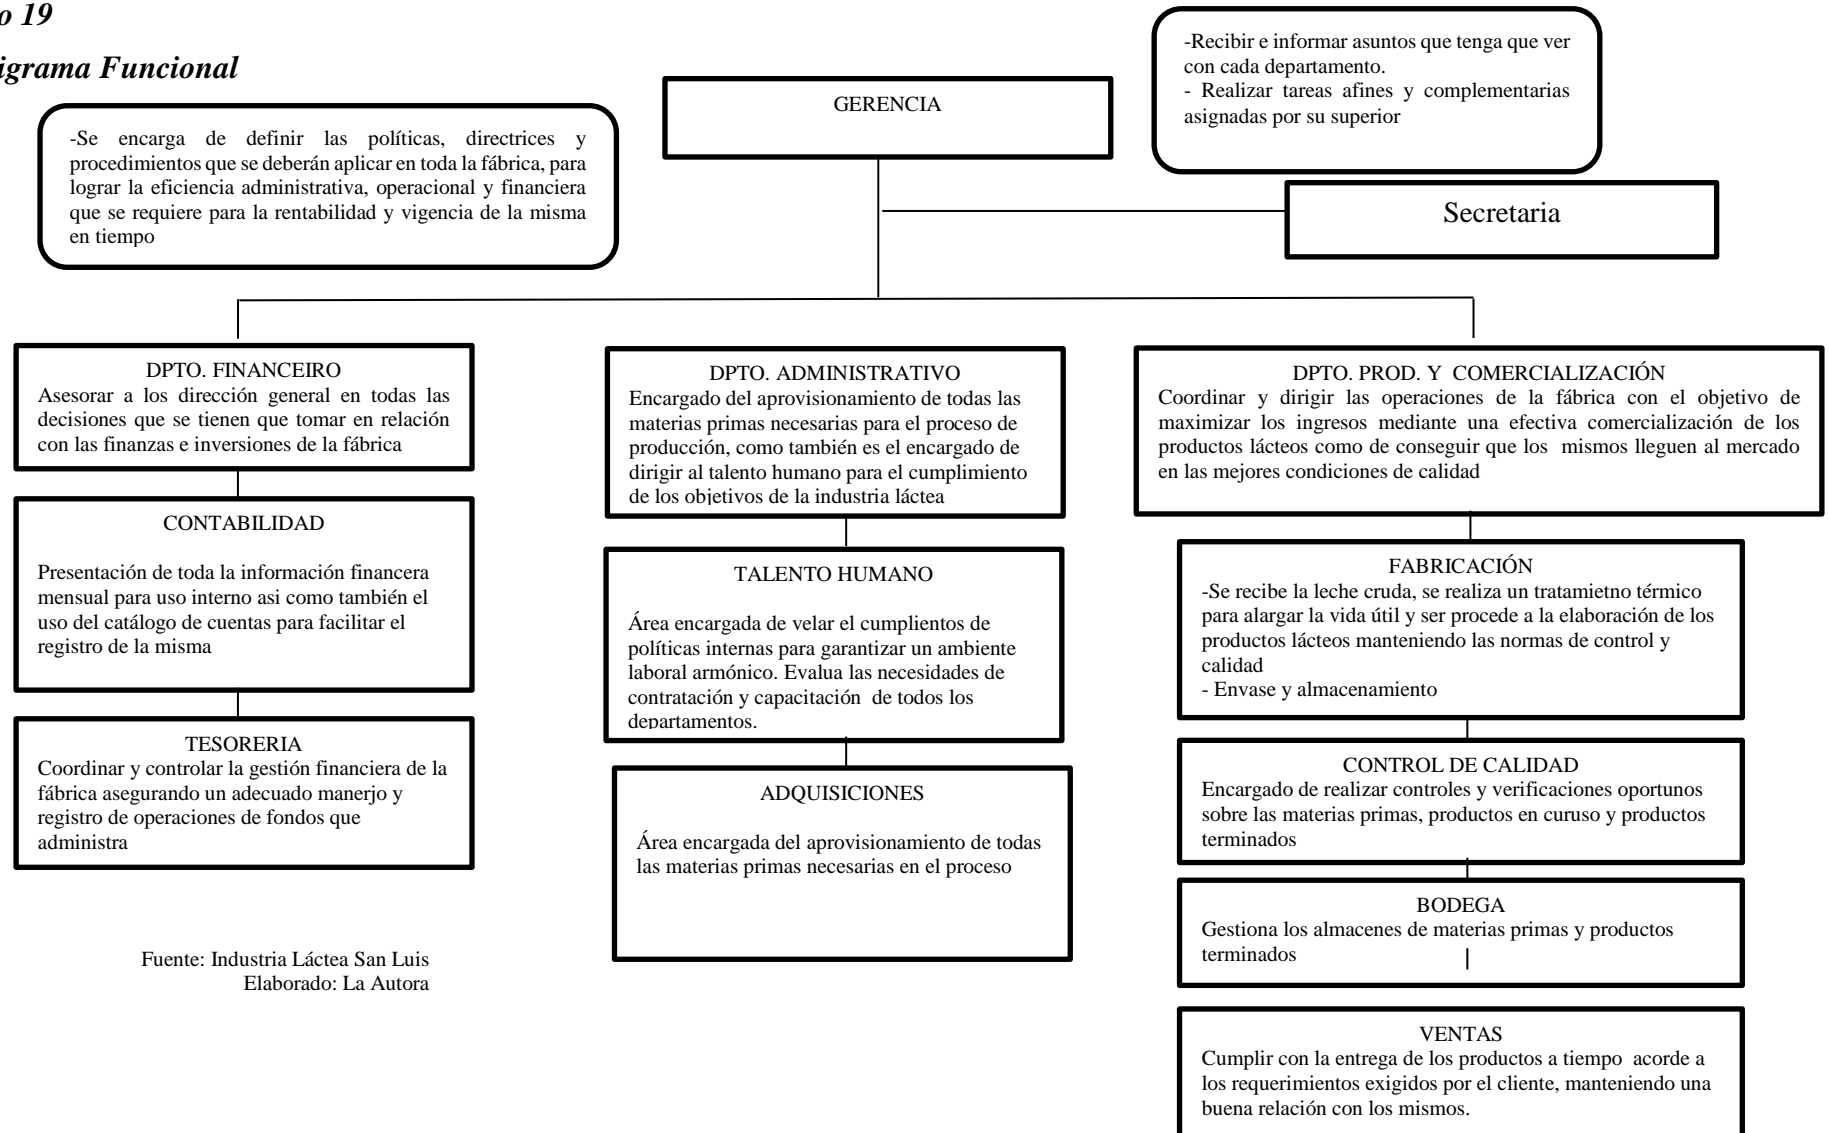 o 19
igrama Funcional
-Recibir e informar asuntos que tenga que ver
con cada departamento.
- Realizar tareas afines y complementarias
asignadas por su superior
GERENCIA
-Se encarga de definir las políticas, directrices y
procedimientos que se deberán aplicar en toda la fábrica, para
lograr la eficiencia administrativa, operacional y financiera
que se requiere para la rentabilidad y vigencia de la misma
en tiempo
Secretaria
DPTO. FINANCEIRO
Asesorar a los dirección general en todas las
decisiones que se tienen que tomar en relación
con las finanzas e inversiones de la fábrica
CONTABILIDAD
Presentación de toda la información financera
mensual para uso interno asi como también el
uso del catálogo de cuentas para facilitar el
registro de la misma
TESORERIA
Coordinar y controlar la gestión financiera de la
fábrica asegurando un adecuado manerjo y
registro de operaciones de fondos que
administra
DPTO. ADMINISTRATIVO
Encargado del aprovisionamiento de todas las
materias primas necesarias para el proceso de
producción, como también es el encargado de
dirigir al talento humano para el cumplimiento
de los objetivos de la industria láctea
TALENTO HUMANO
Área encargada de velar el cumplientos de
políticas internas para garantizar un ambiente
laboral armónico. Evalua las necesidades de
contratación y capacitación de todos los
departamentos.
ADQUISICIONES
Área encargada del aprovisionamiento de todas
las materias primas necesarias en el proceso
DPTO. PROD. Y COMERCIALIZACIÓN
Coordinar y dirigir las operaciones de la fábrica con el objetivo de
maximizar los ingresos mediante una efectiva comercialización de los
productos lácteos como de conseguir que los mismos lleguen al mercado
en las mejores condiciones de calidad
FABRICACIÓN
-Se recibe la leche cruda, se realiza un tratamietno térmico
para alargar la vida útil y ser procede a la elaboración de los
productos lácteos manteniendo las normas de control y
calidad
- Envase y almacenamiento
CONTROL DE CALIDAD
Encargado de realizar controles y verificaciones oportunos
sobre las materias primas, productos en curuso y productos
terminados
BODEGA
Gestiona los almacenes de materias primas y productos
terminados
VENTAS
Cumplir con la entrega de los productos a tiempo acorde a
los requerimientos exigidos por el cliente, manteniendo una
buena relación con los mismos.
Fuente: Industria Láctea San Luis
Elaborado: La Autora